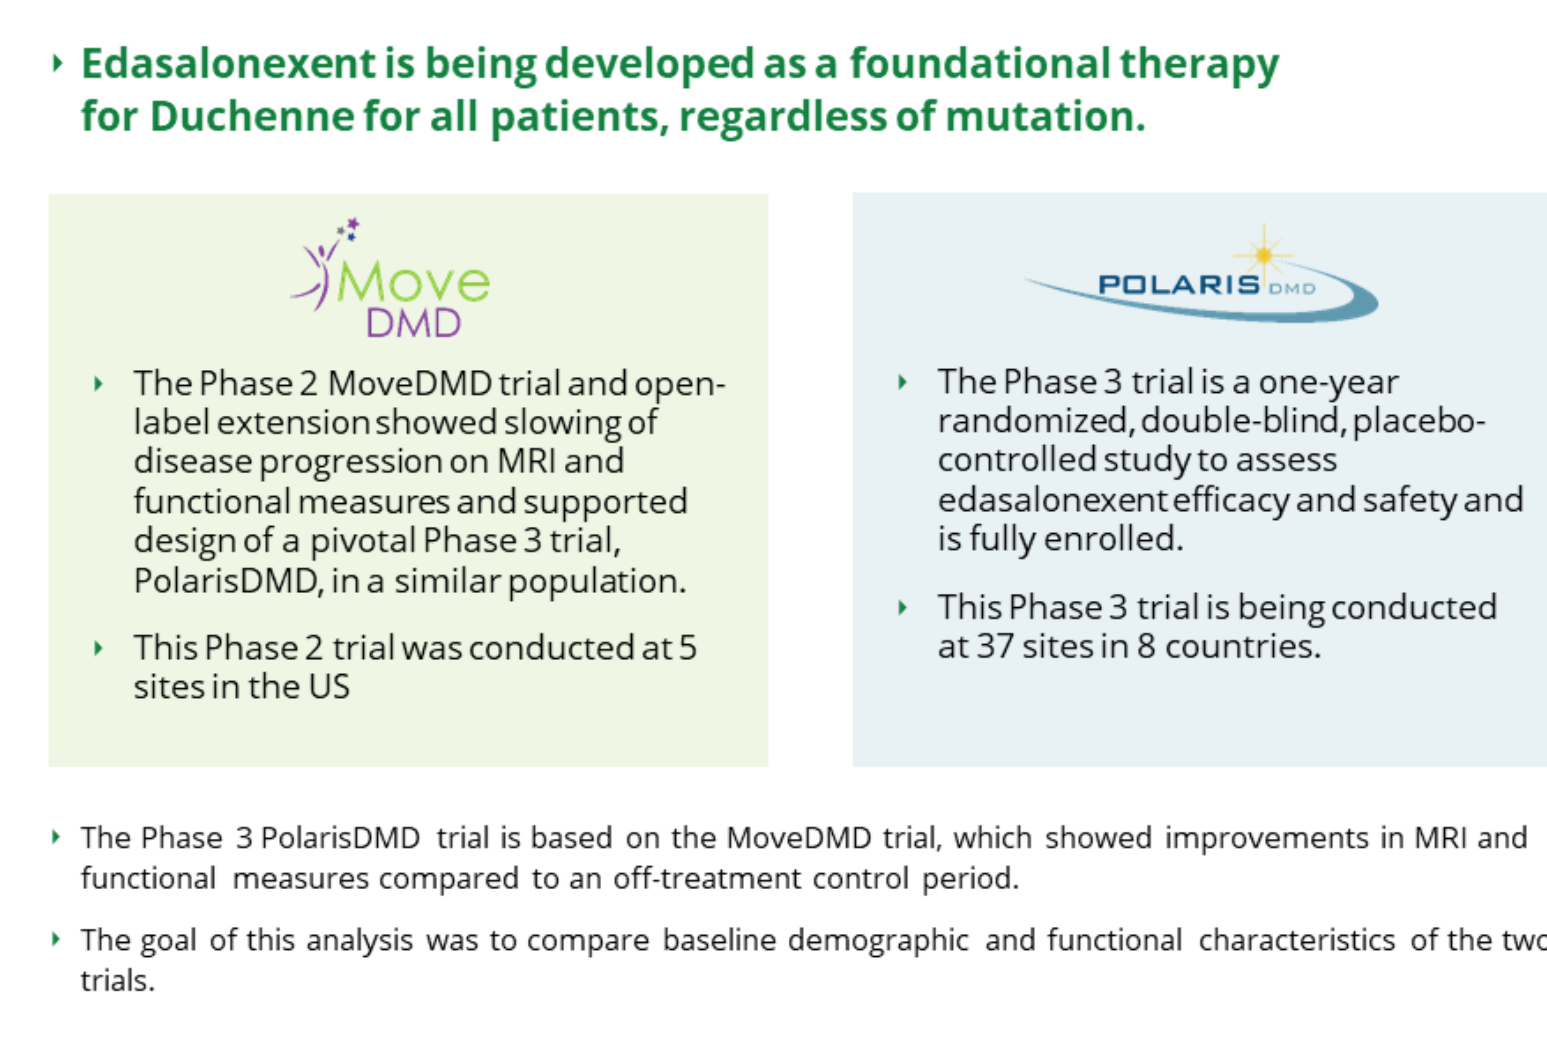 Edasalonexent is being developed as a foundational therapy
for Duchenne for all patients, regardless of mutation.
Move
DMD
The Phase 2 MoveDMD trial and open-
label extension showed slowing of
disease progression on MRI and
functional measures and supported
design of a pivotal Phase 3 trial,
PolarisDMD, in a similar population.
This Phase 2 trial was conducted at 5
sites in the US
POLARIS DMD
The Phase 3 trial is a one-year
randomized, double-blind, placebo-
controlled study to assess
edasalonexent efficacy and safety and
is fully enrolled.
This Phase 3 trial is being conducted
at 37 sites in 8 countries.
The Phase 3 PolarisDMD trial is based on the MoveDMD trial, which showed improvements in MRI and
functional measures compared to an off-treatment control period.
The goal of this analysis was to compare baseline demographic and functional characteristics of the two
trials.